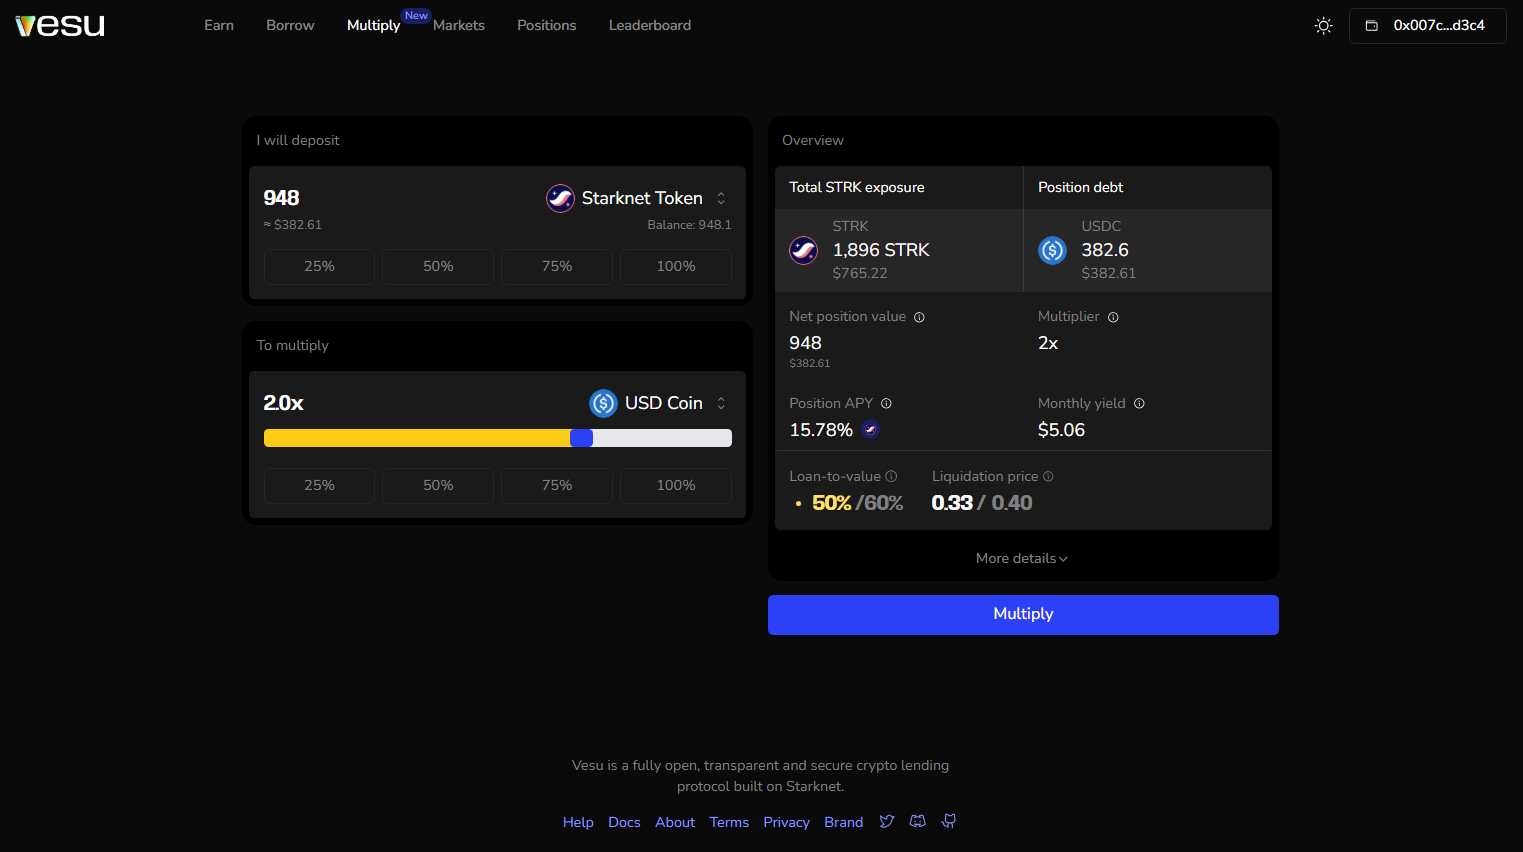 vesu
Earn
Borrow
Multiply
New
Markets
Positions
Leaderboard
0x007c...d3c4
I will deposit
948
Starknet Token
≈ $382.61
Balance: 948.1
25%
50%
75%
100%
To multiply
2.0x
USD Coin
25%
50%
75%
100%
Overview
Total STRK exposure
Position debt
STRK
1,896 STRK
$765.22
USDC
382.6
$382.61
Net position value
948
$382.61
Multiplier
2x
Position APY
15.78%
Monthly yield
$5.06
Loan-to-value
50% /60%
Liquidation price
0.33 / 0.40
More details
Multiply
Vesu is a fully open, transparent and secure crypto lending
protocol built on Starknet.
Help
Docs
About
Terms
Privacy
Brand